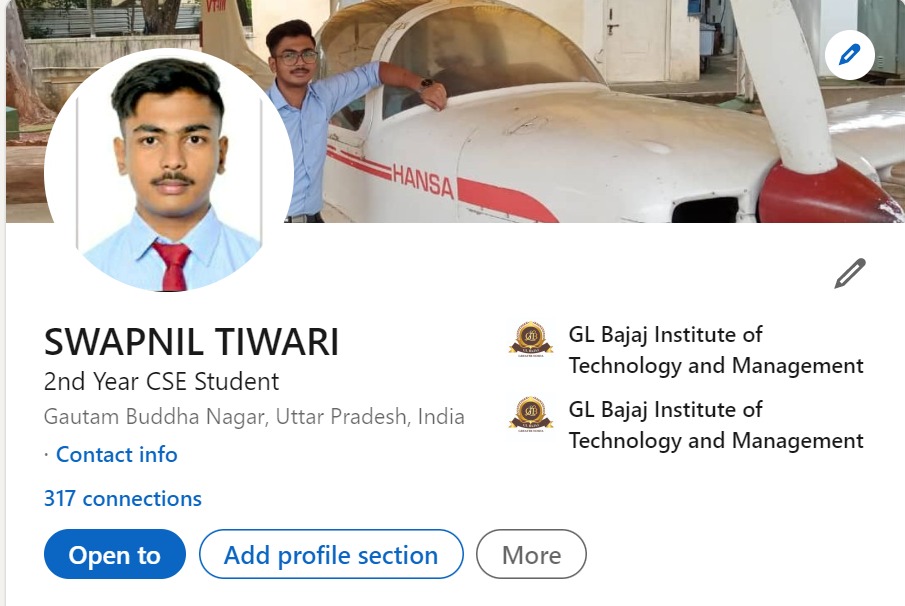 HANSA
SWAPNIL TIWARI
2nd Year CSE Student
Gautam Buddha Nagar, Uttar Pradesh, India
· Contact info
317 connections
GL Bajaj Institute of
Technology and Management
GL Bajaj Institute of
Technology and Management
Open to
Add profile section
More